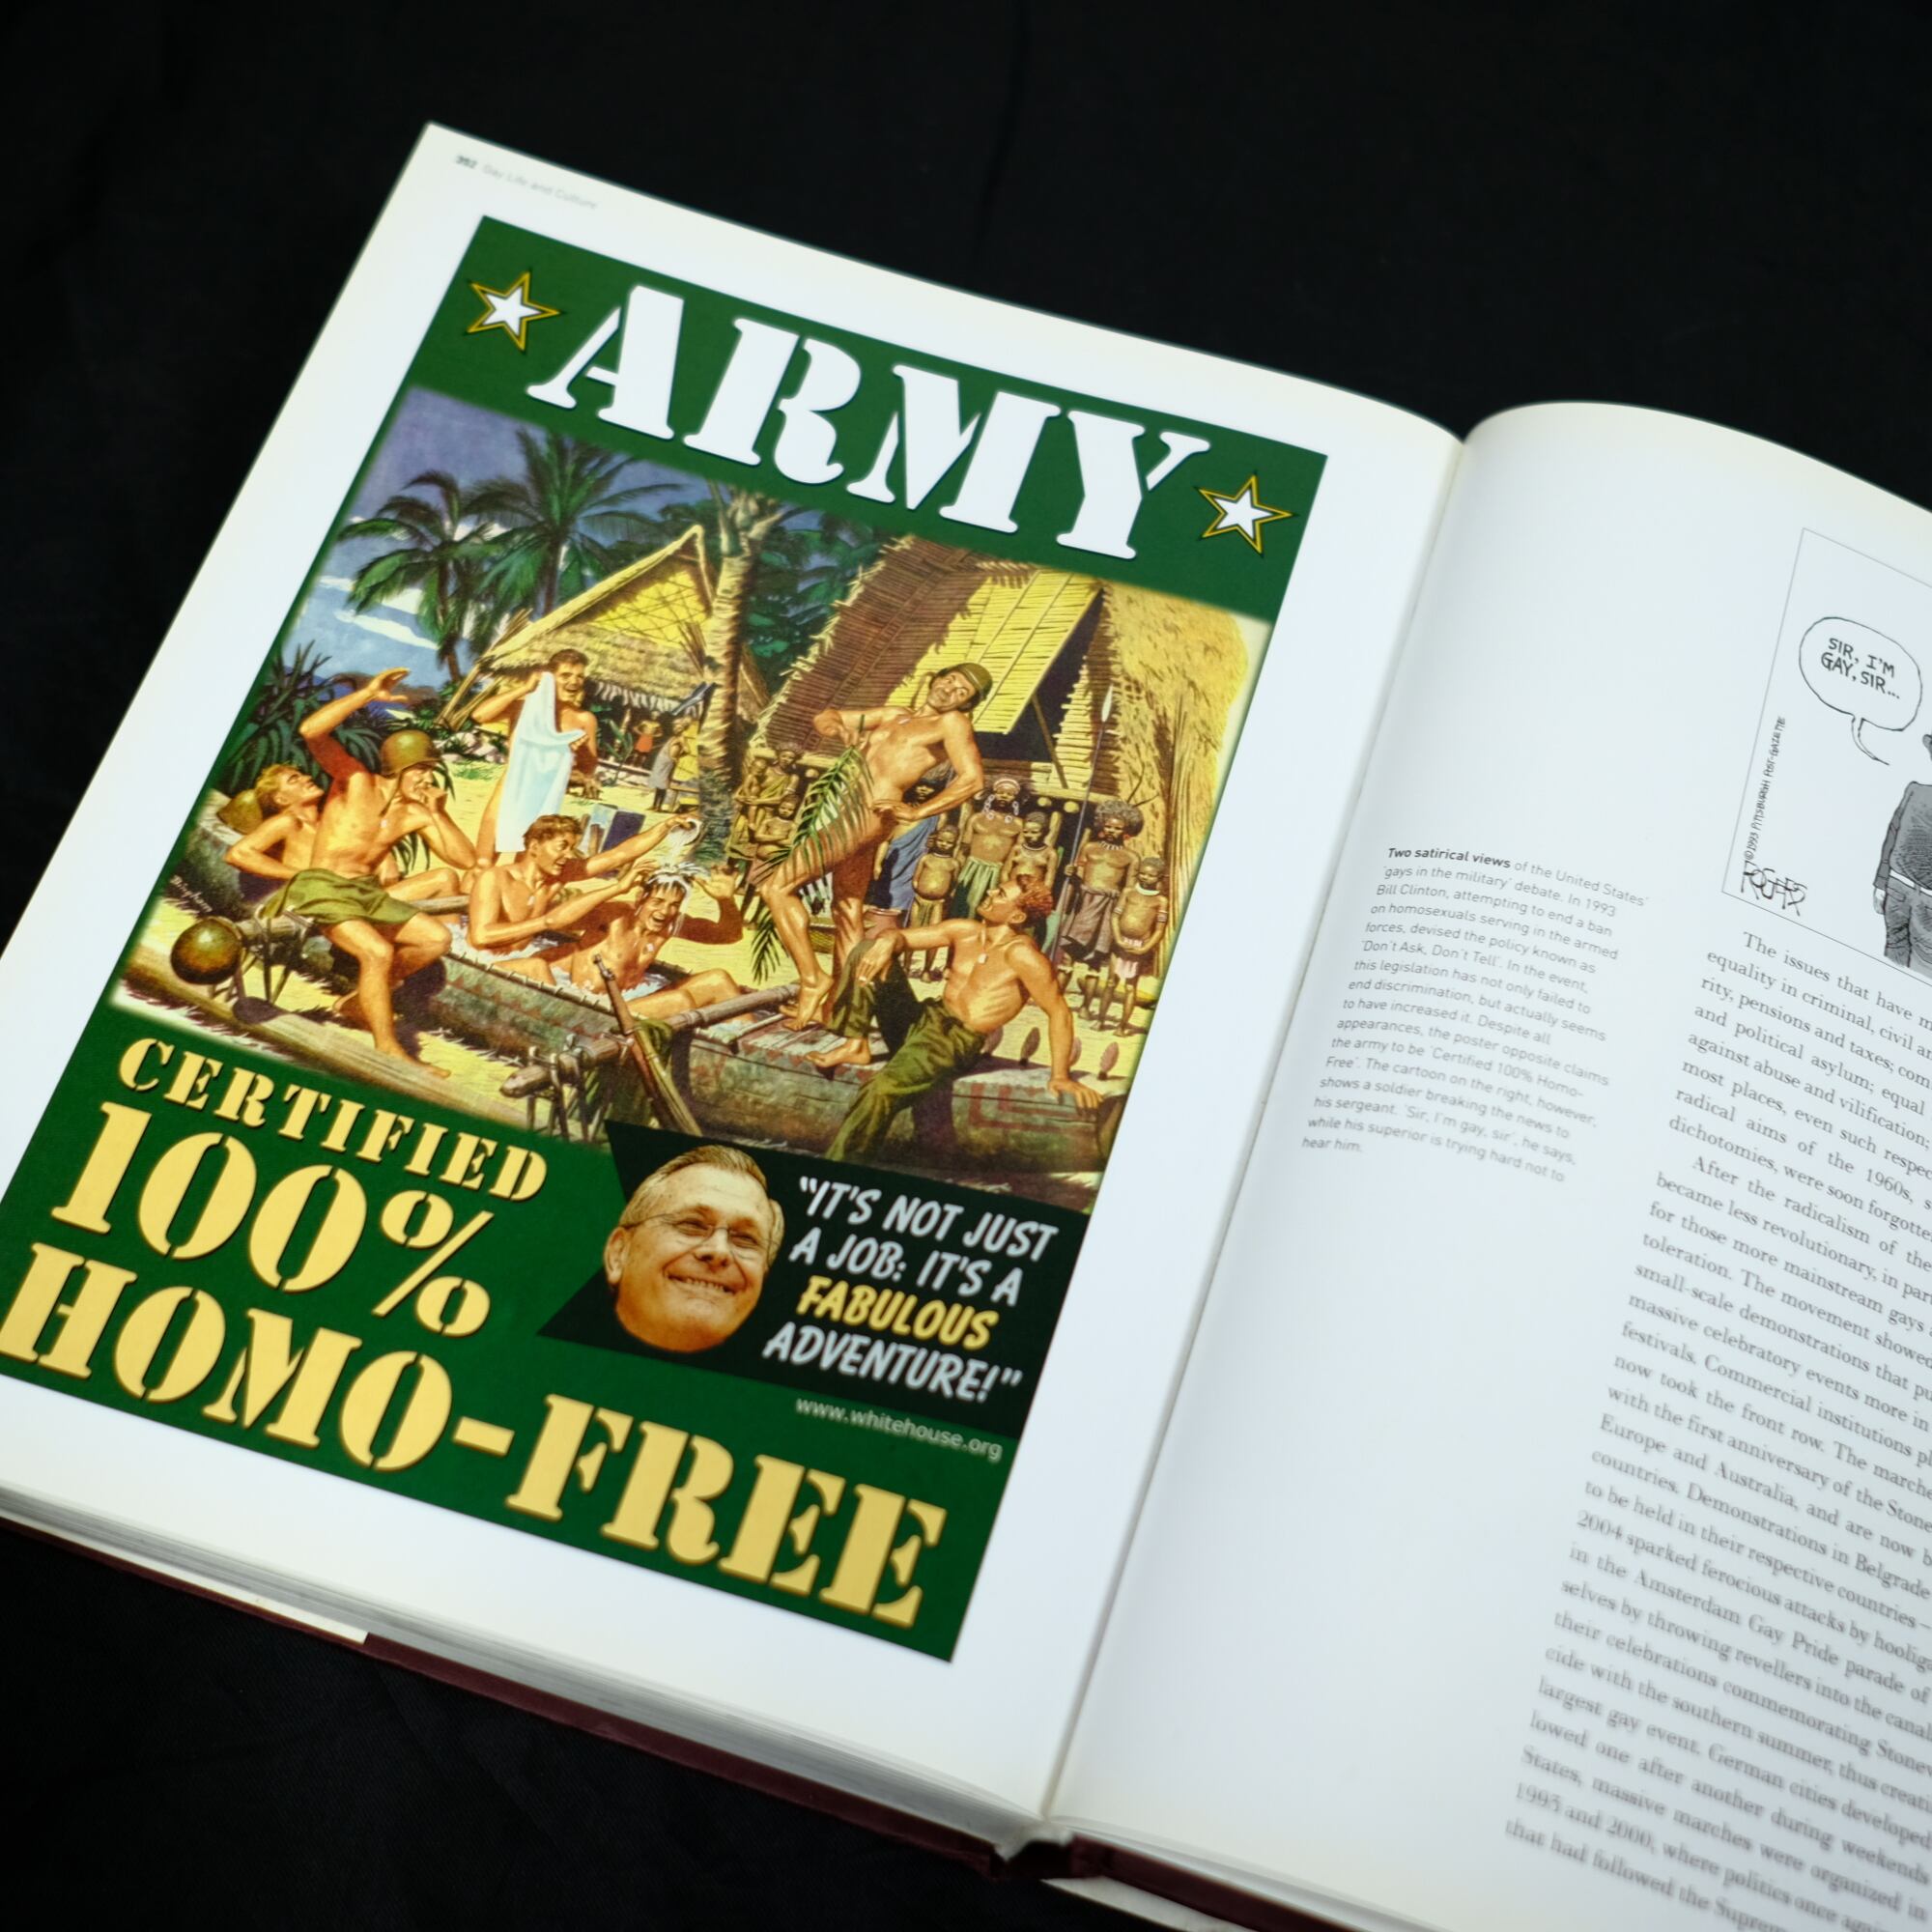 352 Gay Life and Culture
ARMY
CERTIFIED
100%
HOMO-FREE
"IT'S NOT JUST
A JOB: IT'S A
FABULOUS
ADVENTURE!"
www.whitehouse.org
SIR, I'M
GAY, SIR...
©1993 PITTSBURGH POST-GAZETTE
ROGERS
Two satirical views of the United States'
'gays in the military' debate. In 1993
Bill Clinton, attempting to end a ban
on homosexuals serving in the armed
forces, devised the policy known as
'Don't Ask, Don't Tell'. In the event,
this legislation has not only failed to
end discrimination, but actually seems
to have increased it. Despite all
appearances, the poster opposite claims
the army to be 'Certified 100% Homo-
Free'. The cartoon on the right, however,
shows a soldier breaking the news to
his sergeant. 'Sir, I'm gay, sir', he says,
while his superior is trying hard not to
hear him.
The issues that have
equality in criminal, civil
rity, pensions and taxes;
and political asylum; equal
against abuse and vilification;
most places, even such
radical aims of the 1960s,
dichotomies, were soon
After the radicalism of the
became less revolutionary, in
for those more mainstream gays
toleration. The movement showed
small-scale demonstrations that
massive celebratory events more in
festivals. Commercial institutions
now took the front row. The
with the first anniversary of the
Europe and Australia, and are now
countries. Demonstrations in Belgrade
to be held in their respective countries –
2004 sparked ferocious attacks by
in the Amsterdam Gay Pride parade of
selves by throwing revellers into the
their celebrations commemorating
cide with the southern summer, thus
largest gay event. German cities developed
lowed one after another during weekends
States, massive marches were organized in
1993 and 2000, where politics once
that had followed the